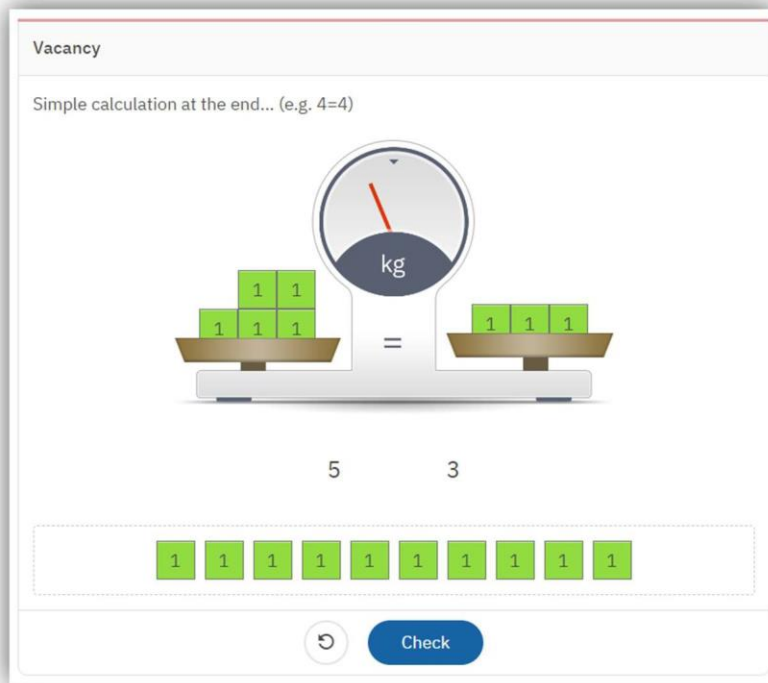 Vacancy
Simple calculation at the end... (e.g. 4=4)
kg
1 1
1 1 1
=
1 1 1
5 3
1 1 1 1 1 1 1 1 1 1
Check